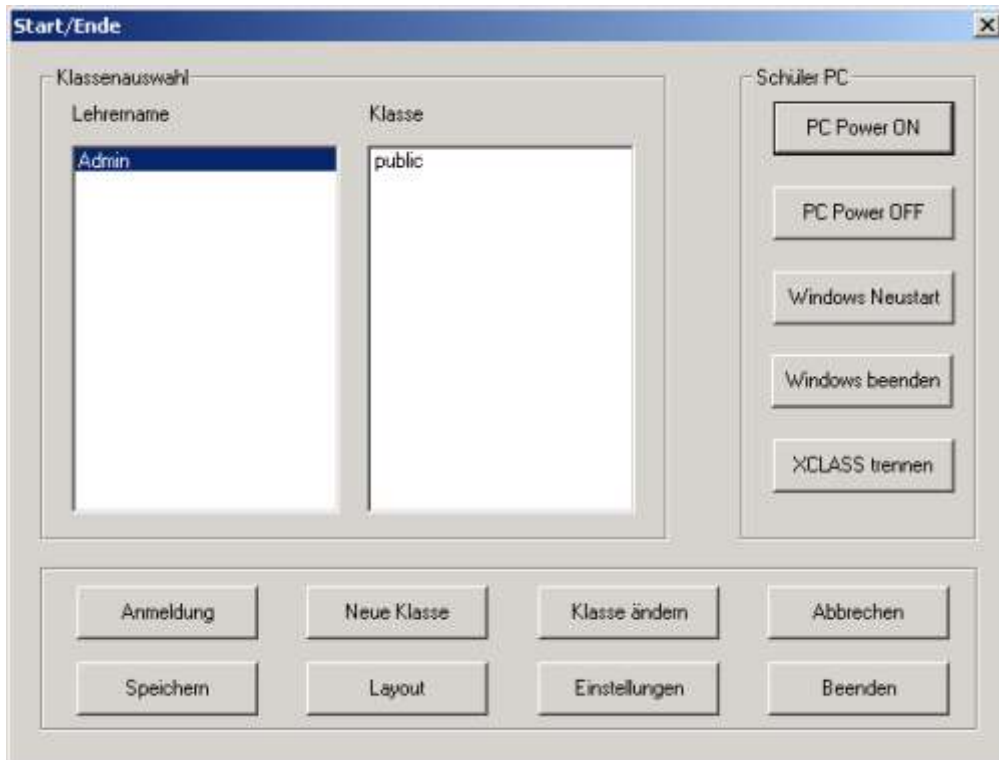 Start/Ende
Klassenauswahl
Lehrername
Klasse
Admin
public
Schüler PC
PC Power ON
PC Power OFF
Windows Neustart
Windows beenden
XCLASS trennen
Anmeldung
Neue Klasse
Klasse ändern
Abbrechen
Speichern
Layout
Einstellungen
Beenden